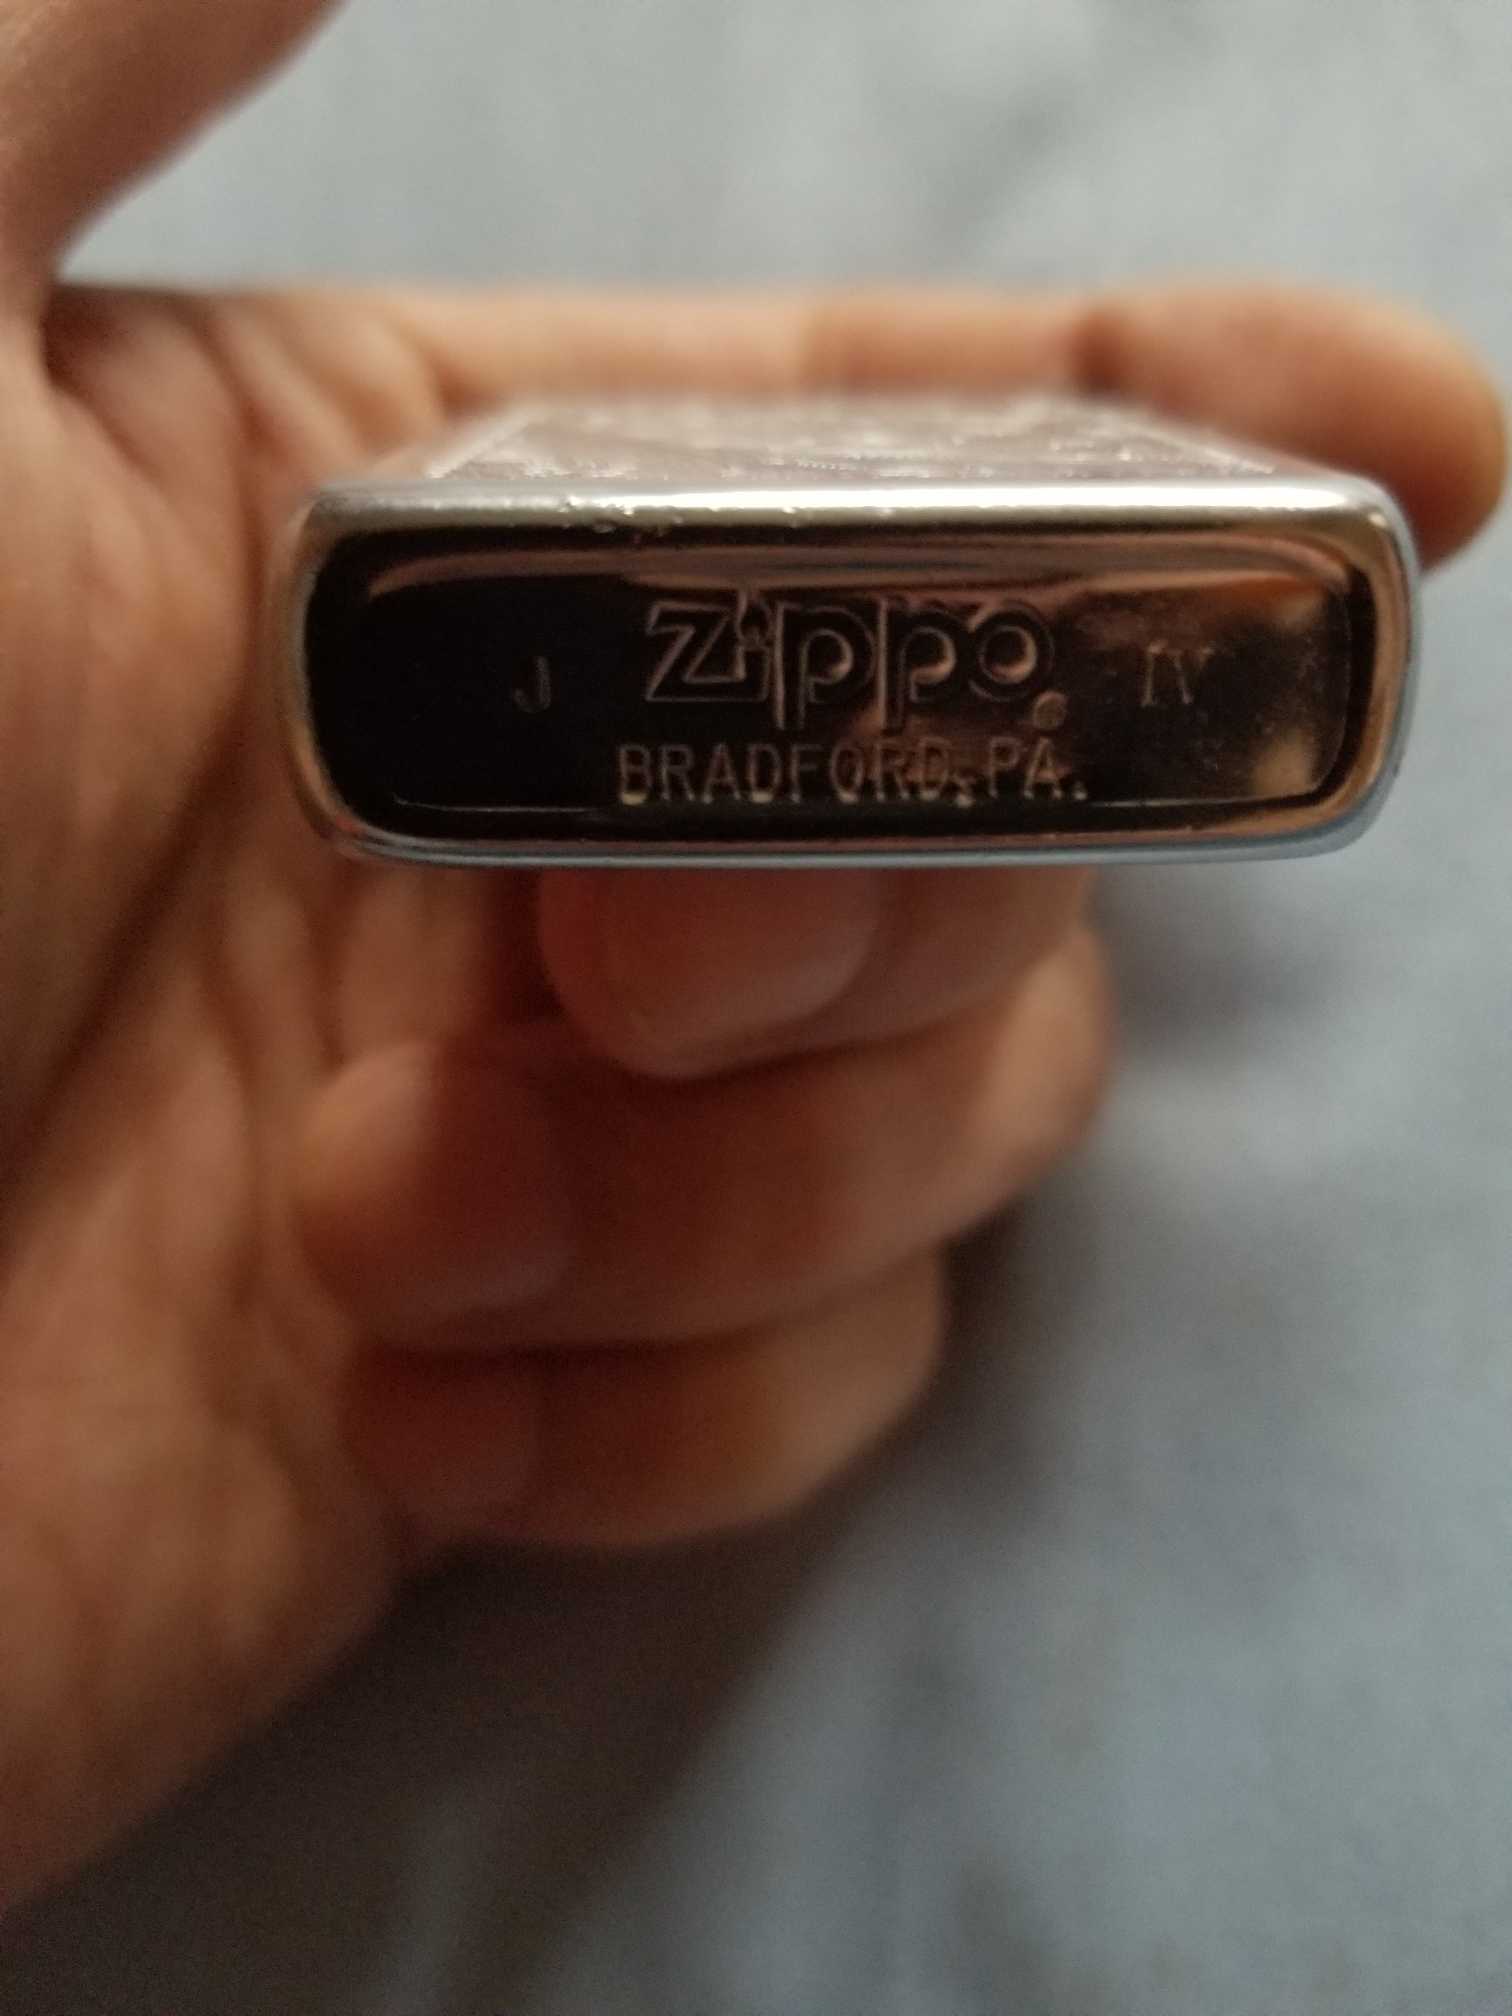 J Zippo IV
BRADFORD, PA.